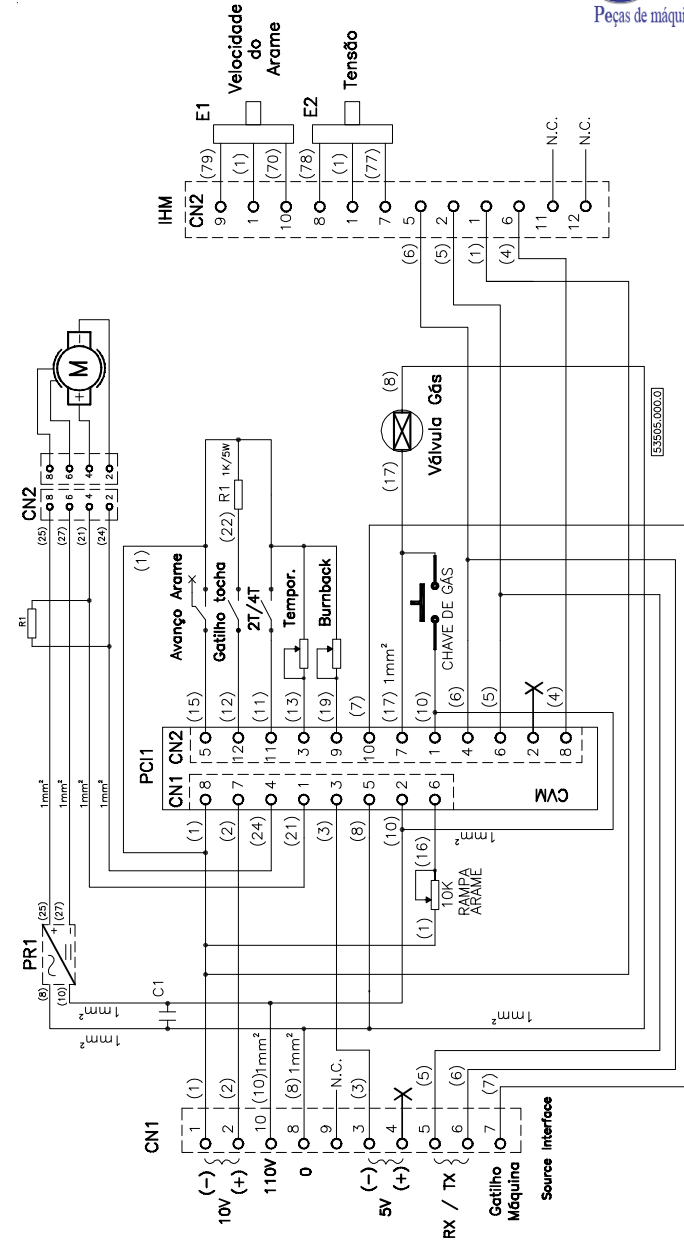 Peças de máqui
E1
Velocidade
do
Arame
(79)
(1)
(70)
E2
Tensão
(78)
(1)
(77)
IHM
CN2
9
1
10
8
1
7
5
2
1
6
11
12
N.C.
N.C.
(6)
(5)
(1)
(4)
M
+
-
CN2
8
6
4
2
8
6
4
2
(25)
(27)
(21)
(24)
R1
1mm²
1mm²
1mm²
1mm²
(1)
Avanço Arame
Gatilho tocha
(22)
R1 1K/5W
2T/4T
Tempor.
Burnback
(8)
(17)
Válvula Gás
CHAVE DE GÁS
53505.000.0
PCI1
CN1
CN2
(15)
(12)
(11)
(13)
(19)
(7)
(17) 1mm²
(10)
(6)
(5)
(4)
5
12
11
3
9
10
7
1
4
6
2
8
8
7
4
1
3
5
2
6
CVM
(1)
(2)
(24)
(21)
(3)
(8)
(10)
(16)
1mm²
(1)
10K
RAMPA
ARAME
PR1
(25)
(27)
+
(8)
(10)
1mm²
1mm²
C1
1mm²
CN1
1
2
10
8
9
3
4
5
6
7
(1)
(2)
(10)1mm²
(8) 1mm²
N.C.
(3)
(5)
(6)
(7)
(-)
10V
(+)
110V
0
(-)
5V
(+)
RX / TX
Gatilho
Máquina
Source Interface